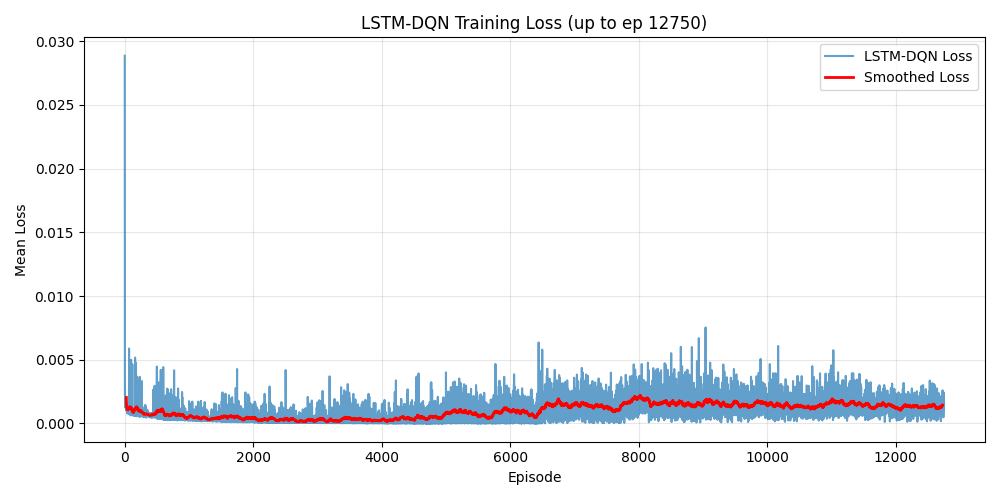 LSTM-DQN Training Loss (up to ep 12750)
LSTM-DQN Loss
Smoothed Loss
Mean Loss
0.030
0.025
0.020
0.015
0.010
0.005
0.000
0 2000 4000 6000 8000 10000 12000
Episode